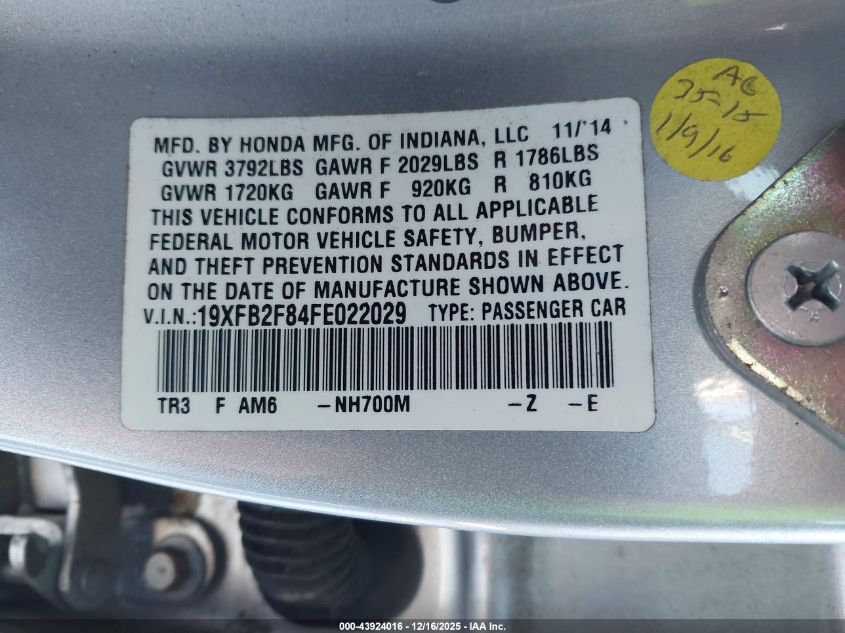 MFD. BY HONDA MFG. OF INDIANA, LLC 11/'14
GVWR 3792LBS GAWR F 2029LBS R 1786LBS
GVWR 1720KG GAWR F 920KG R 810KG
THIS VEHICLE CONFORMS TO ALL APPLICABLE
FEDERAL MOTOR VEHICLE SAFETY, BUMPER,
AND THEFT PREVENTION STANDARDS IN EFFECT
ON THE DATE OF MANUFACTURE SHOWN ABOVE.
V.I.N.:19XFB2F84FE022029 TYPE: PASSENGER CAR
TR3 F AM6 -NH700M -Z -E
1/9/16
000-43924016 - 12/16/2025 - IAA Inc.